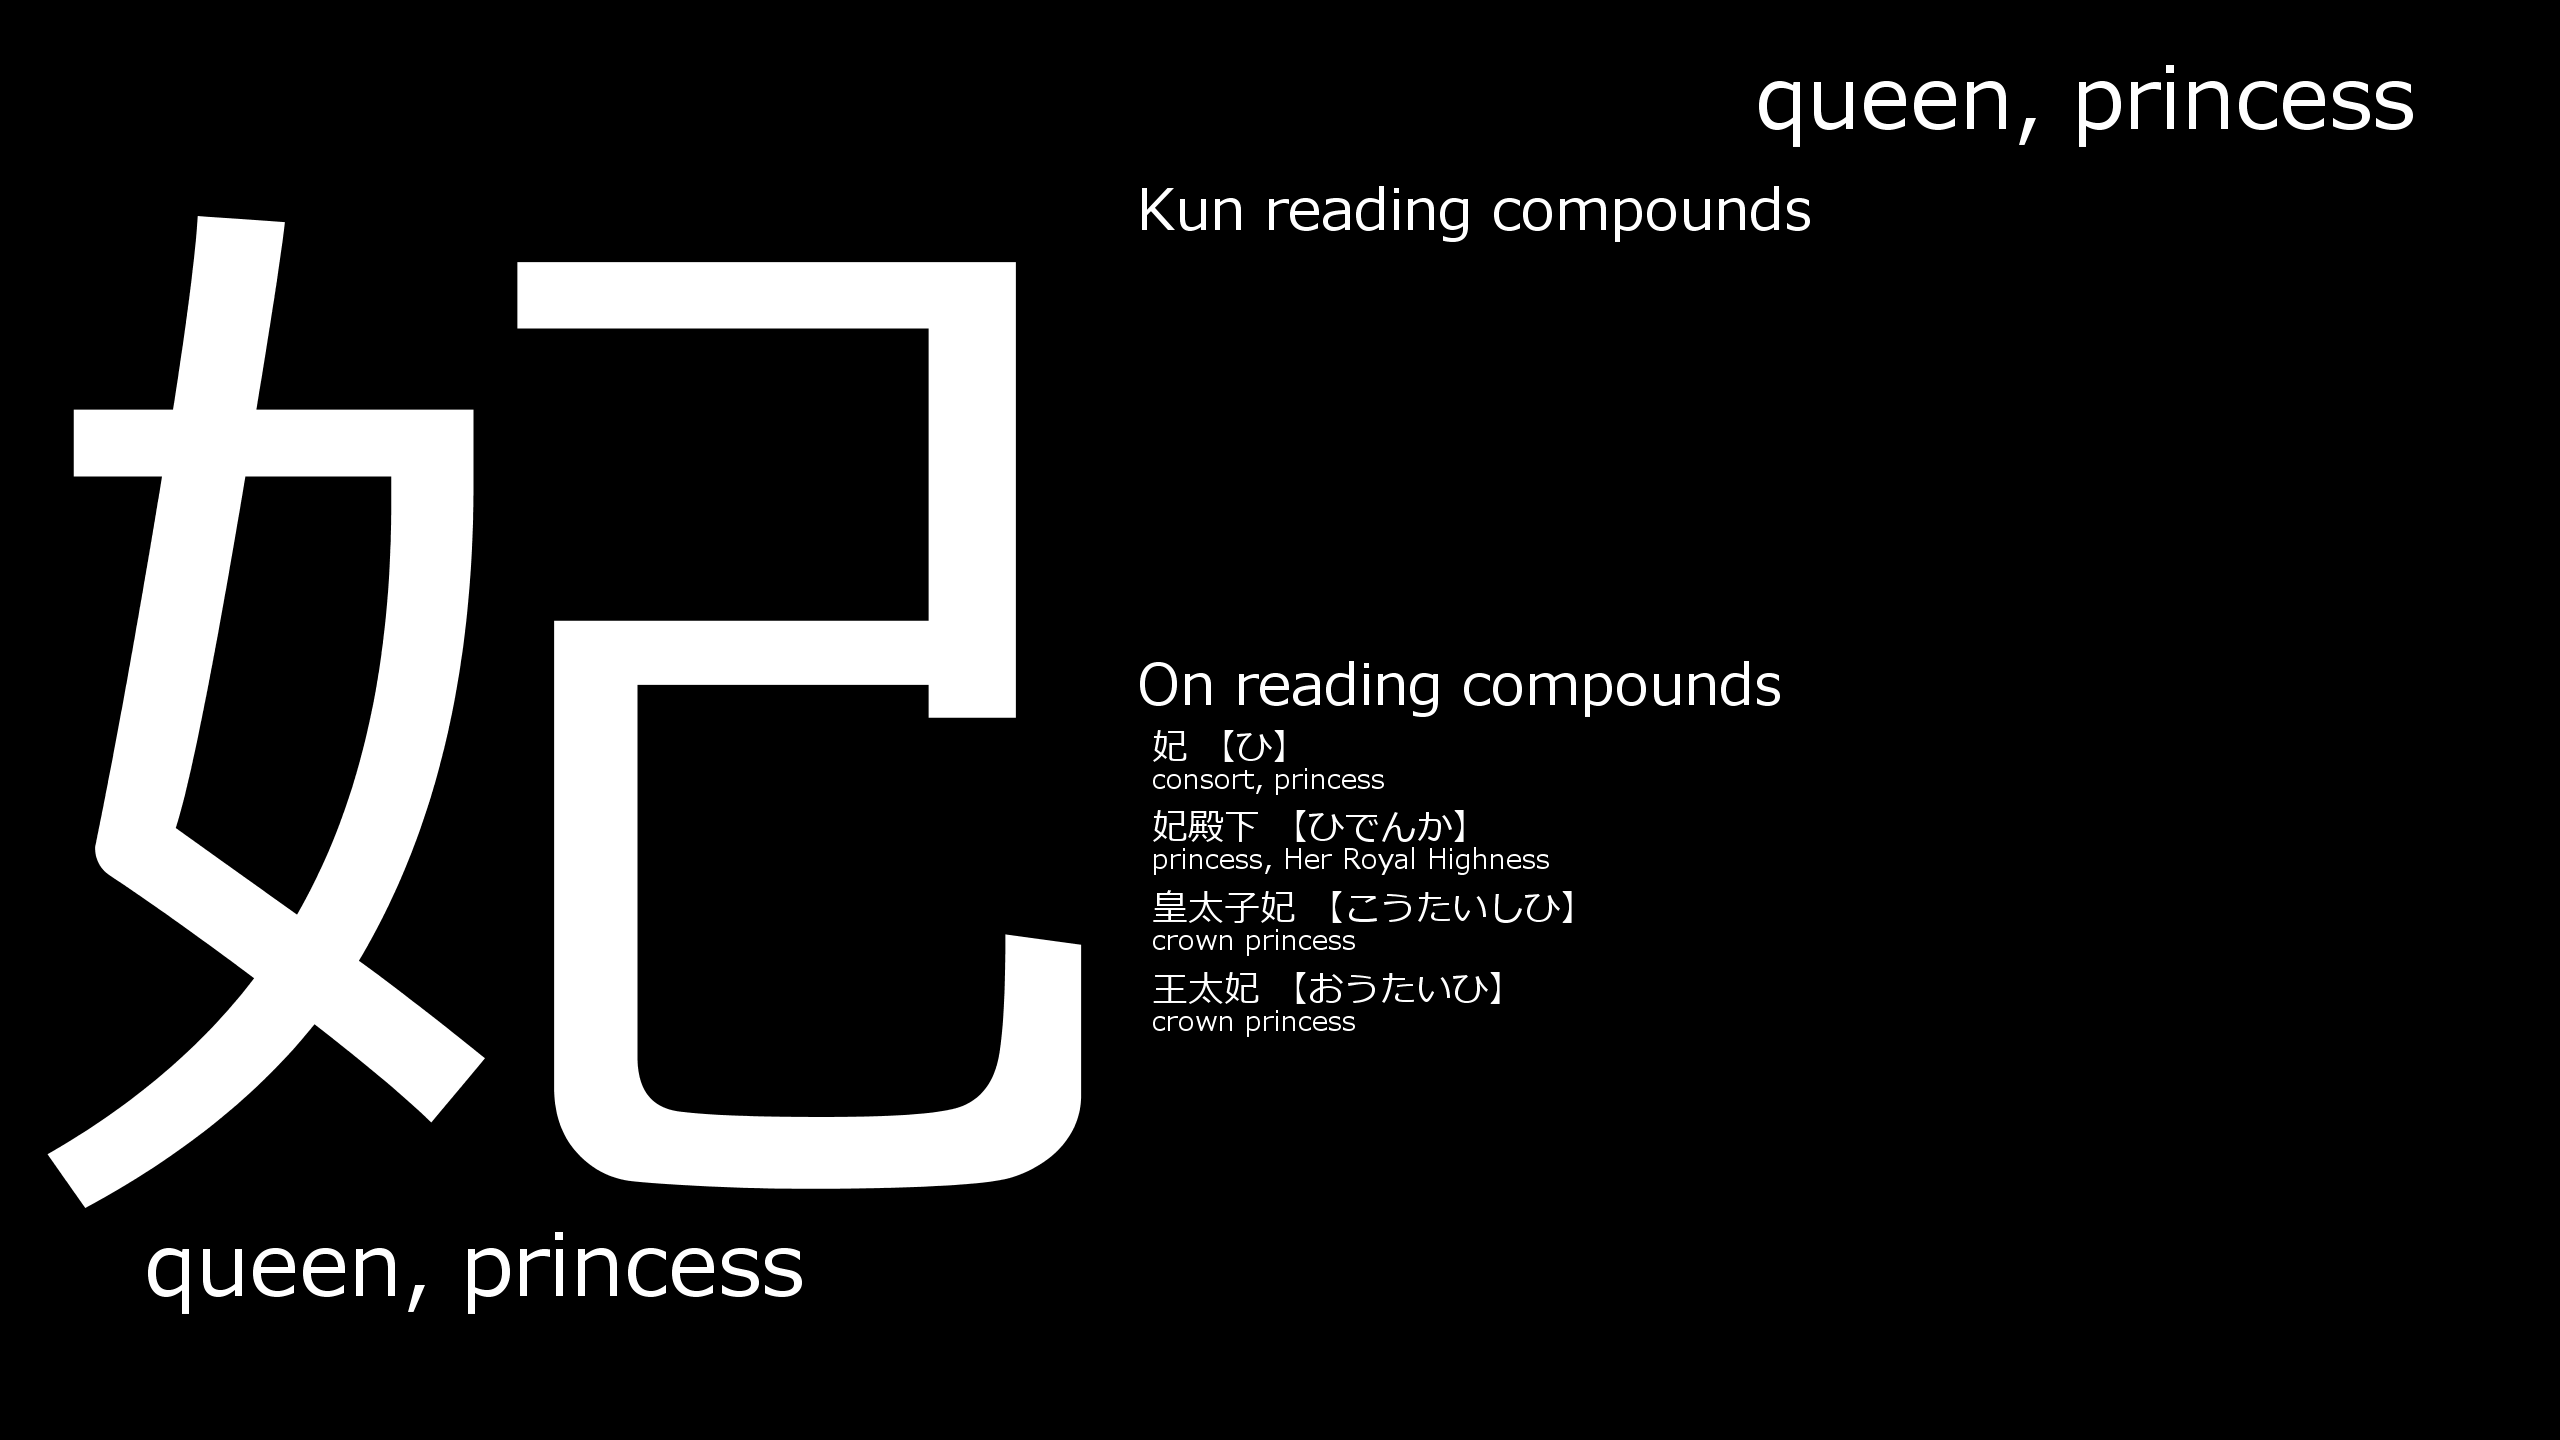 queen, princess
妃
queen, princess
Kun reading compounds
On reading compounds
妃 【ひ】
consort, princess
妃殿下 【ひでんか】
princess, Her Royal Highness
皇太子妃 【こうたいしひ】
crown princess
王太妃 【おうたいひ】
crown princess